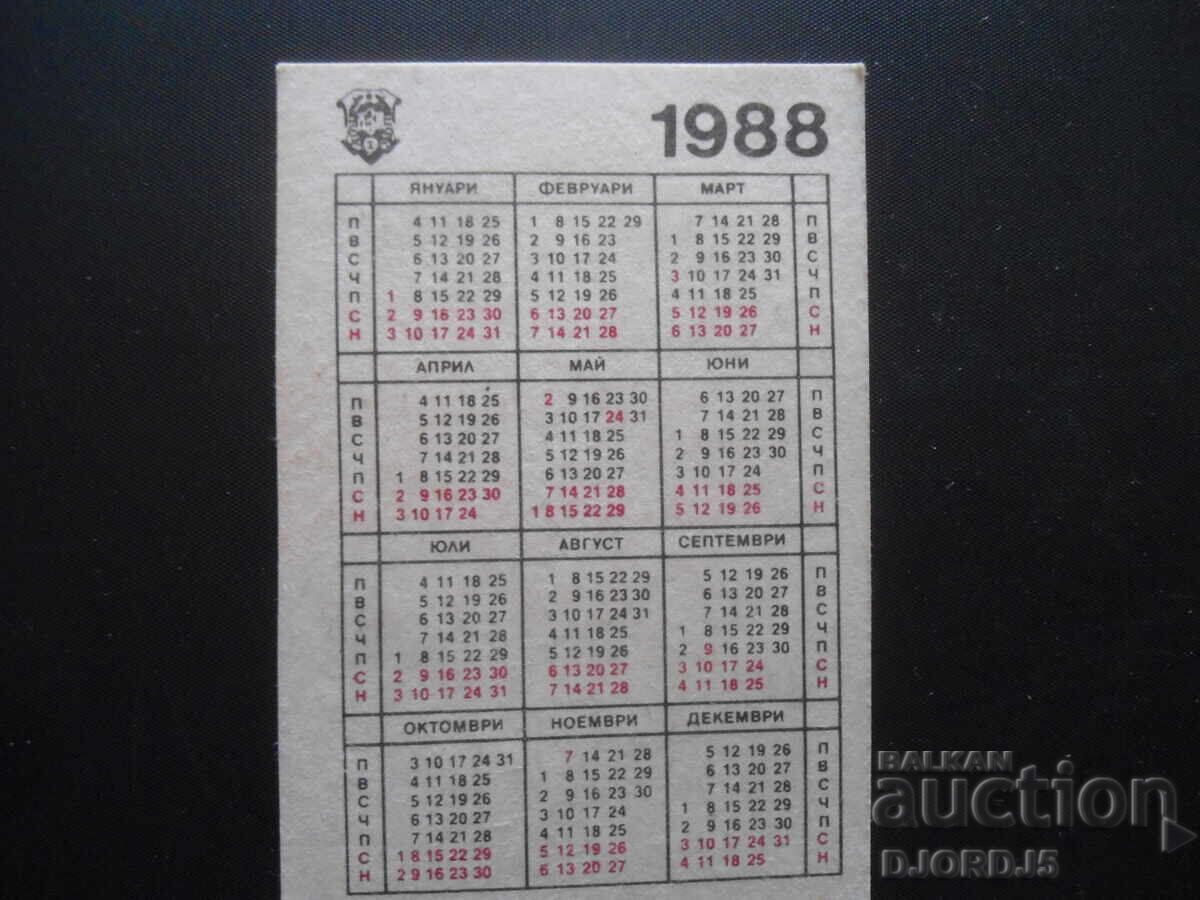 1988
ЯНУАРИ ФЕВРУАРИ МАРТ
П 4 11 18 25 1 8 15 22 29 7 14 21 28 П
В 5 12 19 26 2 9 16 23 1 8 15 22 29 В
С 6 13 20 27 3 10 17 24 2 9 16 23 30 С
Ч 7 14 21 28 4 11 18 25 3 10 17 24 31 Ч
П 1 8 15 22 29 5 12 19 26 4 11 18 25 П
С 2 9 16 23 30 6 13 20 27 5 12 19 26 С
Н 3 10 17 24 31 7 14 21 28 6 13 20 27 Н
АПРИЛ МАЙ ЮНИ
П 4 11 18 25 2 9 16 23 30 6 13 20 27 П
В 5 12 19 26 3 10 17 24 31 7 14 21 28 В
С 6 13 20 27 4 11 18 25 1 8 15 22 29 С
Ч 7 14 21 28 5 12 19 26 2 9 16 23 30 Ч
П 1 8 15 22 29 6 13 20 27 3 10 17 24 П
С 2 9 16 23 30 7 14 21 28 4 11 18 25 С
Н 3 10 17 24 1 8 15 22 29 5 12 19 26 Н
ЮЛИ АВГУСТ СЕПТЕМВРИ
П 4 11 18 25 1 8 15 22 29 5 12 19 26 П
В 5 12 19 26 2 9 16 23 30 6 13 20 27 В
С 6 13 20 27 3 10 17 24 31 7 14 21 28 С
Ч 7 14 21 28 4 11 18 25 1 8 15 22 29 Ч
П 1 8 15 22 29 5 12 19 26 2 9 16 23 30 П
С 2 9 16 23 30 6 13 20 27 3 10 17 24 С
Н 3 10 17 24 31 7 14 21 28 4 11 18 25 Н
ОКТОМВРИ НОЕМВРИ ДЕКЕМВРИ
П 3 10 17 24 31 7 14 21 28 5 12 19 26 П
В 4 11 18 25 1 8 15 22 29 6 13 20 27 В
С 5 12 19 26 2 9 16 23 30 7 14 21 28 С
Ч 6 13 20 27 3 10 17 24 1 8 15 22 29 Ч
П 7 14 21 28 4 11 18 25 2 9 16 23 30 П
С 1 8 15 22 29 5 12 19 26 3 10 17 24 31 С
Н 2 9 16 23 30 6 13 20 27 4 11 18 25 Н
BALKAN
auction
DJORDJ5